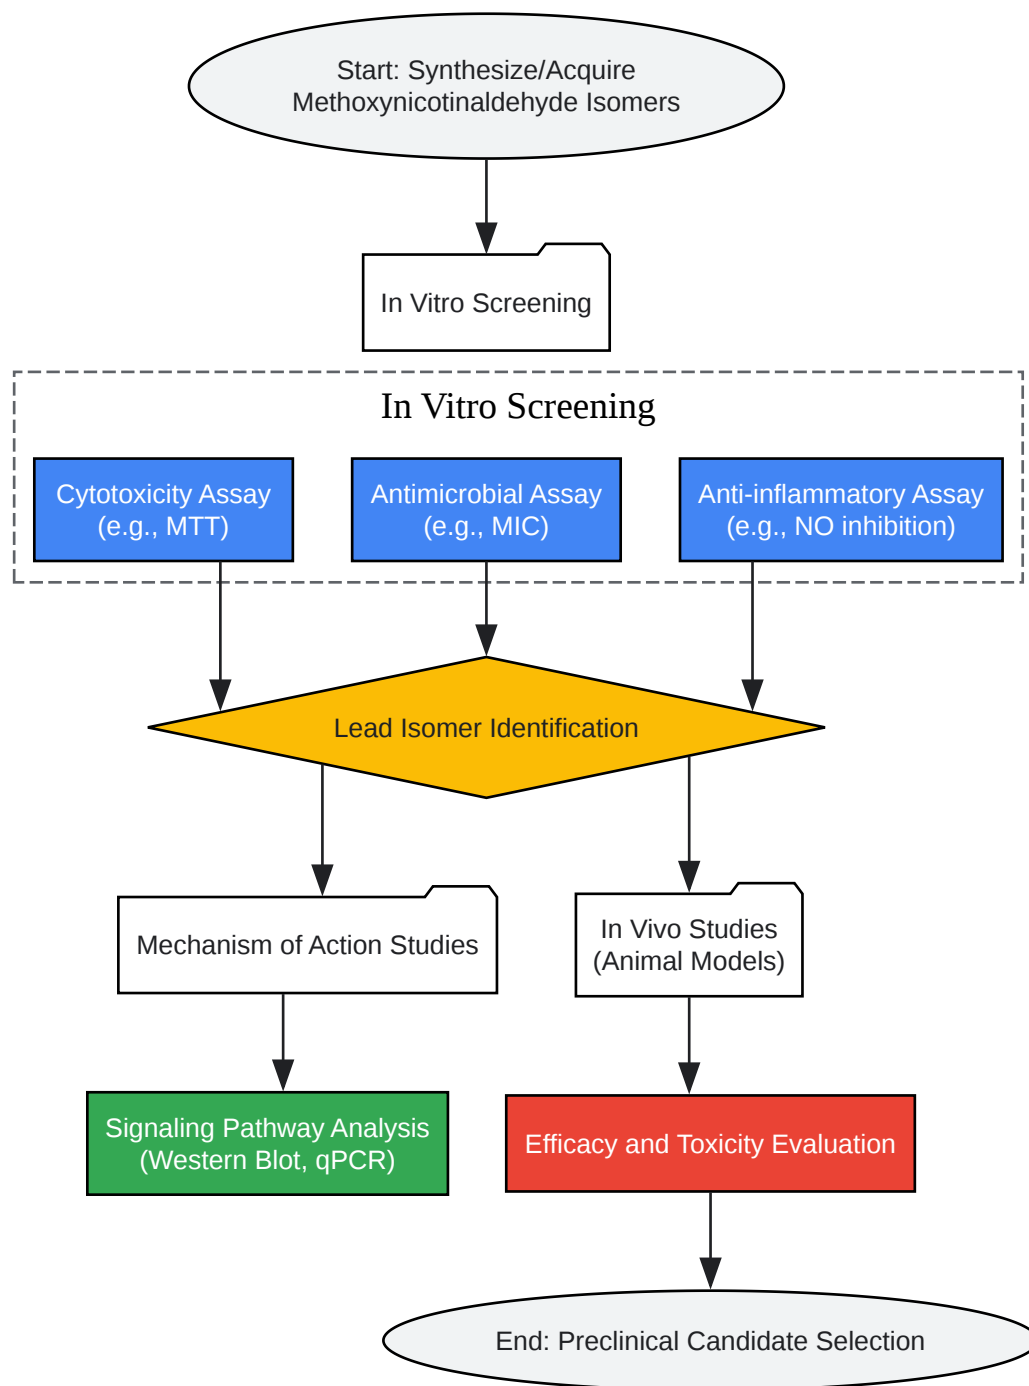 Start: Synthesize/Acquire
Methoxynicotinaldehyde Isomers
In Vitro Screening
In Vitro Screening
Cytotoxicity Assay
(e.g., MTT)
Antimicrobial Assay
(e.g., MIC)
Anti-inflammatory Assay
(e.g., NO inhibition)
Lead Isomer Identification
Mechanism of Action Studies
In Vivo Studies
(Animal Models)
Signaling Pathway Analysis
(Western Blot, qPCR)
Efficacy and Toxicity Evaluation
End: Preclinical Candidate Selection